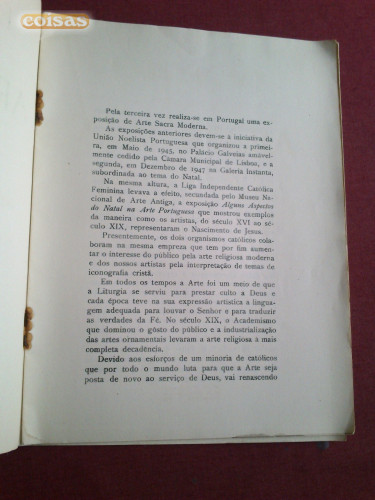 coisas
Pela terceira vez realiza-se em Portugal uma ex-
posição de Arte Sacra Moderna.
As exposições anteriores devem-se à iniciativa da
União Noelista Portuguesa que organizou a primei-
ra, em Maio de 1945, no Palácio Galveias amàvel-
mente cedido pela Câmara Municipal de Lisboa, e a
segunda, em Dezembro de 1947 na Galeria Instanta,
subordinada ao tema do Natal.
Na mesma altura, a Liga Independente Católica
Feminina levava a efeito, secundada pelo Museu Na-
cional de Arte Antiga, a exposição Alguns Aspectos
do Natal na Arte Portuguesa que mostrou exemplos
da maneira como os artistas, do século XVI ao sé-
culo XIX, representaram o Nascimento de Jesus.
Presentemente, os dois organismos católicos cola-
boram na mesma empreza que tem por fim aumen-
tar o interesse do público pela arte religiosa moderna
e dos nossos artistas pela interpretação de temas de
iconografia cristã.
Em todos os tempos a Arte foi um meio de que
a Liturgia se serviu para prestar culto a Deus e
cada época teve na sua expressão artística a lingua-
gem adequada para louvar o Senhor e para traduzir
as verdades da Fé. No século XIX, o Academismo
que dominou o gôsto do público e a industrialização
das artes ornamentais levaram a arte religiosa à mais
completa decadência.
Devido aos esforços de um minoria de católicos
que por todo o mundo luta para que a Arte seja
posta de novo ao serviço de Deus, vai renascendo